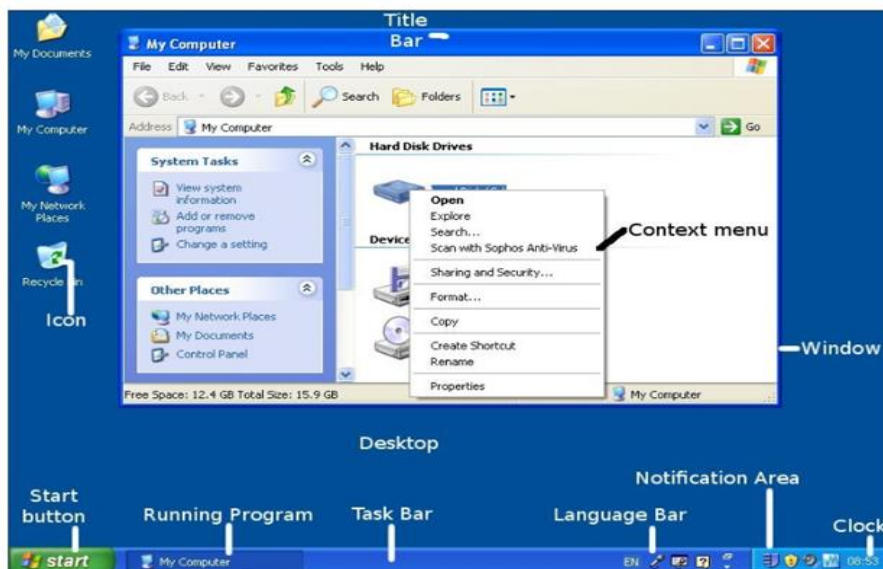 Title
Bar
My Documents
My Computer
File Edit View Favorites Tools Help
Back Search Folders
My Computer
Address My Computer Go
System Tasks
View system
information
Add or remove
programs
Change a setting
Hard Disk Drives
Open
Explore
Search...
Scan with Sophos Anti-Virus
Sharing and Security...
Format...
Copy
Create Shortcut
Rename
Properties
Context menu
My Network
Places
Recycle
Icon
Other Places
My Network Places
My Documents
Control Panel
Window
Free Space: 12.4 GB Total Size: 15.9 GB
My Computer
Desktop
Notification Area
Start
button
Running Program
Task Bar
Language Bar
Clock
start
My Computer
EN
08:53